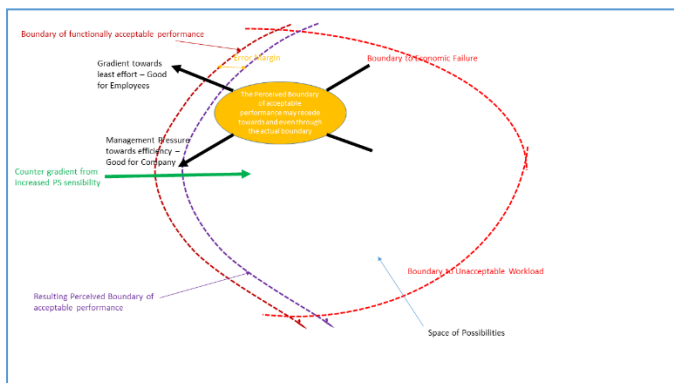 Boundary of functionally acceptable performance
Error Margin
Boundary to Economic Failure
Gradient towards
least effort – Good
for Employees
The Perceived Boundary
of acceptable
performance may recede
towards and even through
the actual boundary
Management Pressure
towards efficiency –
Good for Company
Counter gradient from
Increased PS sensibility
Boundary to Unacceptable Workload
Resulting Perceived Boundary of
acceptable performance
Space of Possibilities